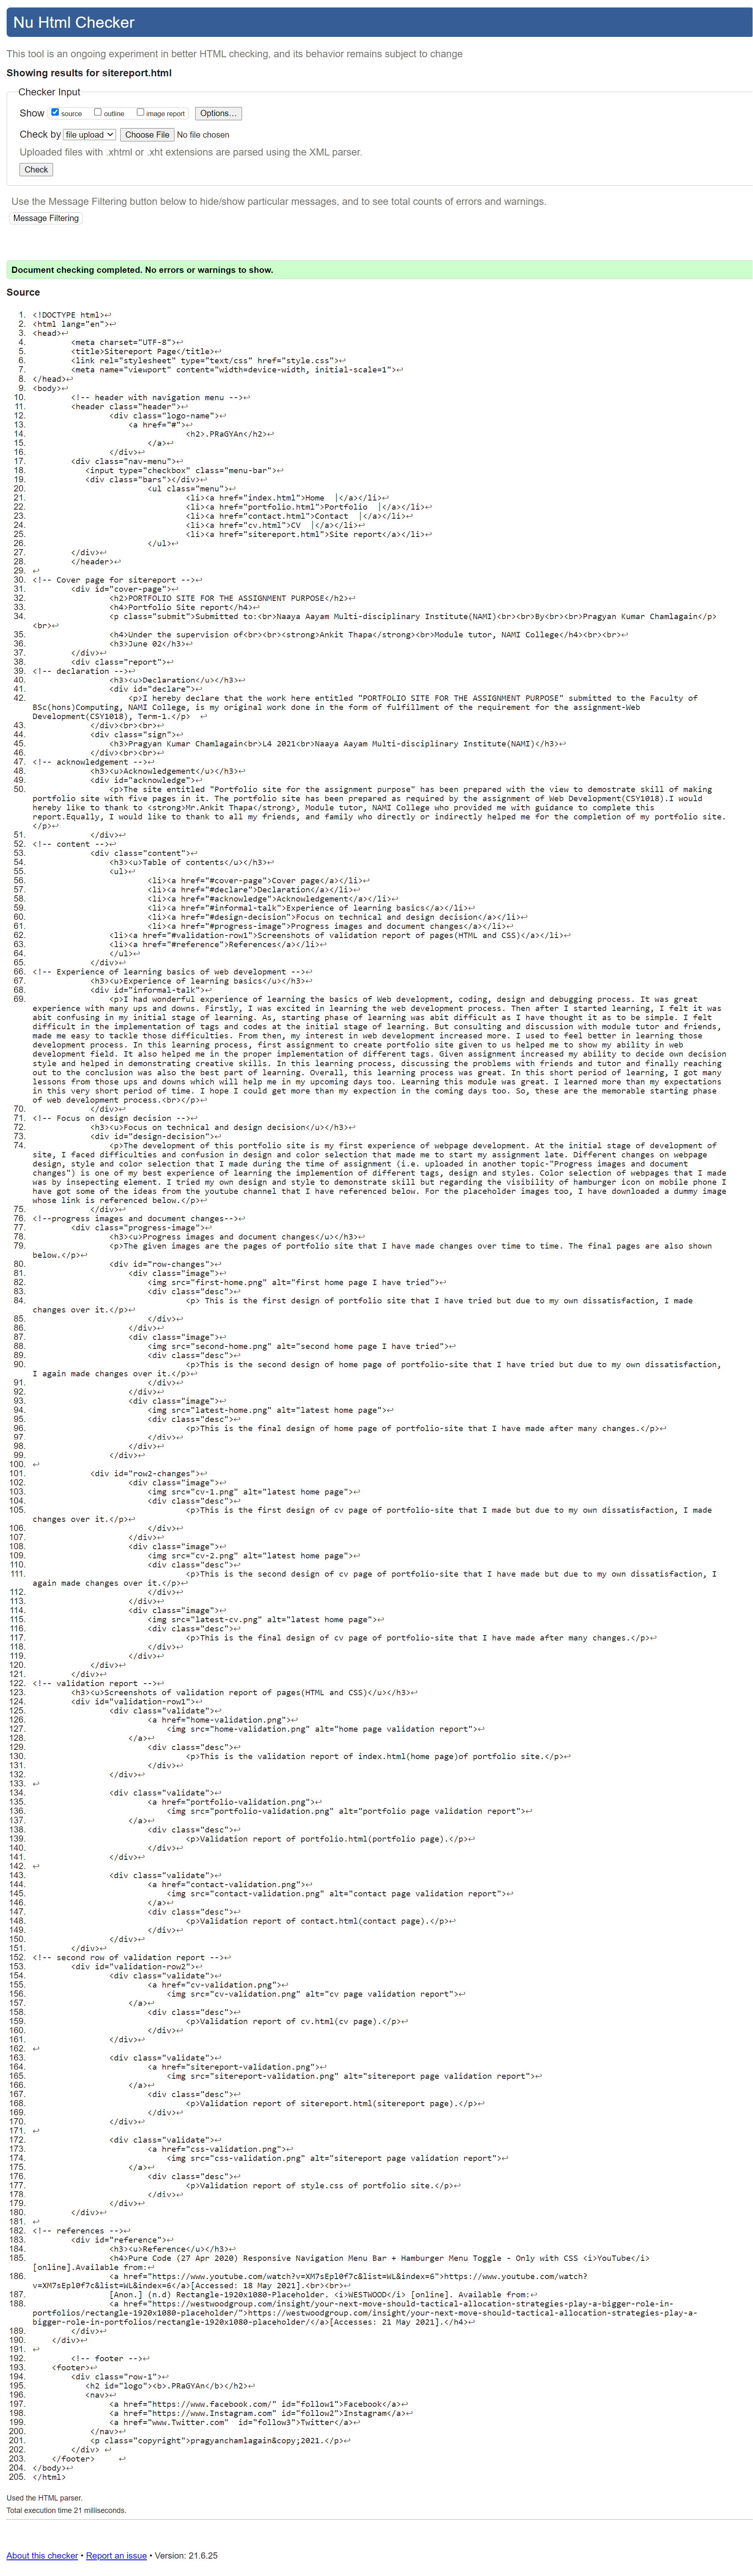 Nu Html Checker
This tool is an ongoing experiment in better HTML checking, and its behavior remains subject to change
Showing results for sitereport.html
Checker Input
Show source outline image report Options...
Check by file upload Choose File No file chosen
Uploaded files with .xhtml or .xht extensions are parsed using the XML parser.
Check
Use the Message Filtering button below to hide/show particular messages, and to see total counts of errors and warnings.
Message Filtering
Document checking completed. No errors or warnings to show.
Source
1. <!DOCTYPE html>↩
2. <html lang="en">↩
3. <head>↩
4. <meta charset="UTF-8">↩
5. <title>Sitereport Page</title>↩
6. <link rel="stylesheet" type="text/css" href="style.css">↩
7. <meta name="viewport" content="width=device-width, initial-scale=1">↩
8. </head>↩
9. <body>↩
10. <!-- header with navigation menu -->↩
11. <header class="header">↩
12. <div class="logo-name">↩
13. <a href="#">↩
14. <h2>.PRaGYAn</h2>↩
15. </a>↩
16. </div>↩
17. <div class="nav-menu">↩
18. <input type="checkbox" class="menu-bar">↩
19. <div class="bars"></div>↩
20. <ul class="menu">↩
21. <li><a href="index.html">Home |</a></li>↩
22. <li><a href="portfolio.html">Portfolio |</a></li>↩
23. <li><a href="contact.html">Contact |</a></li>↩
24. <li><a href="cv.html">CV |</a></li>↩
25. <li><a href="sitereport.html">Site report</a></li>↩
26. </ul>↩
27. </div>↩
28. </header>↩
29. ↩
30. <!-- Cover page for sitereport -->↩
31. <div id="cover-page">↩
32. <h2>PORTFOLIO SITE FOR THE ASSIGNMENT PURPOSE</h2>↩
33. <h4>Portfolio Site report</h4>↩
34. <p class="submit">Submitted to:<br>Naaya Aayam Multi-disciplinary Institute(NAMI)<br><br>By<br><br>Pragyan Kumar Chamlagain</p>
<br>↩
35. <h4>Under the supervision of<br><br><strong>Ankit Thapa</strong><br>Module tutor, NAMI College</h4><br><br>↩
36. <h3>June 02</h3>↩
37. </div>↩
38. <div class="report">↩
39. <!-- declaration -->↩
40. <h3><u>Declaration</u></h3>↩
41. <div id="declare">↩
42. <p>I hereby declare that the work here entitled "PORTFOLIO SITE FOR THE ASSIGNMENT PURPOSE" submitted to the Faculty of
BSc(hons)Computing, NAMI College, is my original work done in the form of fulfillment of the requirement for the assignment-Web
Development(CSY1018), Term-1.</p> ↩
43. </div><br><br>↩
44. <div class="sign">↩
45. <h3>Pragyan Kumar Chamlagain<br>L4 2021<br>Naaya Aayam Multi-disciplinary Institute(NAMI)</h3>↩
46. </div><br><br>↩
47. <!-- acknowledgement -->↩
48. <h3><u>Acknowledgement</u></h3>↩
49. <div id="acknowledge">↩
50. <p>The site entitled "Portfolio site for the assignment purpose" has been prepared with the view to demostrate skill of making
portfolio site with five pages in it. The portfolio site has been prepared as required by the assignment of Web Development(CSY1018).I would
hereby like to thank to <strong>Mr.Ankit Thapa</strong>, Module tutor, NAMI College who provided me with guidance to complete this
report.Equally, I would like to thank to all my friends, and family who directly or indirectly helped me for the completion of my portfolio site.
</p>↩
51. </div>↩
52. <!-- content -->↩
53. <div class="content">↩
54. <h3><u>Table of contents</u></h3>↩
55. <ul>↩
56. <li><a href="#cover-page">Cover page</a></li>↩
57. <li><a href="#declare">Declaration</a></li>↩
58. <li><a href="#acknowledge">Acknowledgement</a></li>↩
59. <li><a href="#informal-talk">Experience of learning basics</a></li>↩
60. <li><a href="#design-decision">Focus on technical and design decision</a></li>↩
61. <li><a href="#progress-image">Progress images and document changes</a></li>↩
62. <li><a href="#validation-row1">Screenshots of validation report of pages(HTML and CSS)</a></li>↩
63. <li><a href="#reference">References</a></li>↩
64. </ul>↩
65. </div>↩
66. <!-- Experience of learning basics of web development -->↩
67. <h3><u>Experience of learning basics</u></h3>↩
68. <div id="informal-talk">↩
69. <p>I had wonderful experience of learning the basics of Web development, coding, design and debugging process. It was great
experience with many ups and downs. Firstly, I was excited in learning the web development process. Then after I started learning, I felt it was
abit confusing in my initial stage of learning. As, starting phase of learning was abit difficult as I have thought it as to be simple. I felt
difficult in the implementation of tags and codes at the initial stage of learning. But consulting and discussion with module tutor and friends,
made me easy to tackle those difficulties. From then, my interest in web development increased more. I used to feel better in learning those
development process. In this learning process, first assignment to create portfolio site given to us helped me to show my ability in web
development field. It also helped me in the proper implementation of different tags. Given assignment increased my ability to decide own decision
style and helped in demonstrating creative skills. In this learning process, discussing the problems with friends and tutor and finally reaching
out to the conclusion was also the best part of learning. Overall, this learning process was great. In this short period of learning, I got many
lessons from those ups and downs which will help me in my upcoming days too. Learning this module was great. I learned more than my expectations
in this very short period of time. I hope I could get more than my expection in the coming days too. So, these are the memorable starting phase
of web development process.<br></p>↩
70. </div>↩
71. <!-- Focus on design decision -->↩
72. <h3><u>Focus on technical and design decision</u></h3>↩
73. <div id="design-decision">↩
74. <p>The development of this portfolio site is my first experience of webpage development. At the initial stage of development of
site, I faced difficulties and confusion in design and color selection that made me to start my assignment late. Different changes on webpage
design, style and color selection that I made during the time of assignment (i.e. uploaded in another topic-"Progress images and document
changes") is one of my best experience of learning the implemention of different tags, design and styles. Color selection of webpages that I made
was by insepecting element. I tried my own design and style to demonstrate skill but regarding the visibility of hamburger icon on mobile phone I
have got some of the ideas from the youtube channel that I have referenced below. For the placeholder images too, I have downloaded a dummy image
whose link is referenced below.</p>↩
75. </div>↩
76. <!--progress images and document changes-->↩
77. <div class="progress-image">↩
78. <h3><u>Progress images and document changes</u></h3>↩
79. <p>The given images are the pages of portfolio site that I have made changes over time to time. The final pages are also shown
below.</p>↩
80. <div id="row-changes">↩
81. <div class="image">↩
82. <img src="first-home.png" alt="first home page I have tried">↩
83. <div class="desc">↩
84. <p> This is the first design of portfolio site that I have tried but due to my own dissatisfaction, I made
changes over it.</p>↩
85. </div>↩
86. </div>↩
87. <div class="image">↩
88. <img src="second-home.png" alt="second home page I have tried">↩
89. <div class="desc">↩
90. <p>This is the second design of home page of portfolio-site that I have tried but due to my own dissatisfaction,
I again made changes over it.</p>↩
91. </div>↩
92. </div>↩
93. <div class="image">↩
94. <img src="latest-home.png" alt="latest home page">↩
95. <div class="desc">↩
96. <p>This is the final design of home page of portfolio-site that I have made after many changes.</p>↩
97. </div>↩
98. </div>↩
99. </div>↩
100. ↩
101. <div id="row2-changes">↩
102. <div class="image">↩
103. <img src="cv-1.png" alt="latest home page">↩
104. <div class="desc">↩
105. <p>This is the first design of cv page of portfolio-site that I made but due to my own dissatisfaction, I made
changes over it.</p>↩
106. </div>↩
107. </div>↩
108. <div class="image">↩
109. <img src="cv-2.png" alt="latest home page">↩
110. <div class="desc">↩
111. <p>This is the second design of cv page of portfolio-site that I have made but due to my own dissatisfaction, I
again made changes over it.</p>↩
112. </div>↩
113. </div>↩
114. <div class="image">↩
115. <img src="latest-cv.png" alt="latest home page">↩
116. <div class="desc">↩
117. <p>This is the final design of cv page of portfolio-site that I have made after many changes.</p>↩
118. </div>↩
119. </div>↩
120. </div>↩
121. </div>↩
122. <!-- validation report -->↩
123. <h3><u>Screenshots of validation report of pages(HTML and CSS)</u></h3>↩
124. <div id="validation-row1">↩
125. <div class="validate">↩
126. <a href="home-validation.png">↩
127. <img src="home-validation.png" alt="home page validation report">↩
128. </a>↩
129. <div class="desc">↩
130. <p>This is the validation report of index.html(home page)of portfolio site.</p>↩
131. </div>↩
132. </div>↩
133. ↩
134. <div class="validate">↩
135. <a href="portfolio-validation.png">↩
136. <img src="portfolio-validation.png" alt="portfolio page validation report">↩
137. </a>↩
138. <div class="desc">↩
139. <p>Validation report of portfolio.html(portfolio page).</p>↩
140. </div>↩
141. </div>↩
142. ↩
143. <div class="validate">↩
144. <a href="contact-validation.png">↩
145. <img src="contact-validation.png" alt="contact page validation report">↩
146. </a>↩
147. <div class="desc">↩
148. <p>Validation report of contact.html(contact page).</p>↩
149. </div>↩
150. </div>↩
151. </div>↩
152. <!-- second row of validation report -->↩
153. <div id="validation-row2">↩
154. <div class="validate">↩
155. <a href="cv-validation.png">↩
156. <img src="cv-validation.png" alt="cv page validation report">↩
157. </a>↩
158. <div class="desc">↩
159. <p>Validation report of cv.html(cv page).</p>↩
160. </div>↩
161. </div>↩
162. ↩
163. <div class="validate">↩
164. <a href="sitereport-validation.png">↩
165. <img src="sitereport-validation.png" alt="sitereport page validation report">↩
166. </a>↩
167. <div class="desc">↩
168. <p>Validation report of sitereport.html(sitereport page).</p>↩
169. </div>↩
170. </div>↩
171. ↩
172. <div class="validate">↩
173. <a href="css-validation.png">↩
174. <img src="css-validation.png" alt="sitereport page validation report">↩
175. </a>↩
176. <div class="desc">↩
177. <p>Validation report of style.css of portfolio site.</p>↩
178. </div>↩
179. </div>↩
180. </div>↩
181. ↩
182. <!-- references -->↩
183. <div id="reference">↩
184. <h3><u>Reference</u></h3>↩
185. <h4>Pure Code (27 Apr 2020) Responsive Navigation Menu Bar + Hamburger Menu Toggle - Only with CSS <i>YouTube</i>
[online].Available from:↩
186. <a href="https://www.youtube.com/watch?v=XM7sEpl0f7c&list=WL&index=6">https://www.youtube.com/watch?
v=XM7sEpl0f7c&list=WL&index=6</a>[Accessed: 18 May 2021].<br><br>↩
187. [Anon.] (n.d) Rectangle-1920x1080-Placeholder. <i>WESTWOOD</i> [online]. Available from:↩
188. <a href="https://westwoodgroup.com/insight/your-next-move-should-tactical-allocation-strategies-play-a-bigger-role-in-
portfolios/rectangle-1920x1080-placeholder/">https://westwoodgroup.com/insight/your-next-move-should-tactical-allocation-strategies-play-a-
bigger-role-in-portfolios/rectangle-1920x1080-placeholder/</a>[Accesses: 21 May 2021].</h4>↩
189. </div>↩
190. </div>↩
191. ↩
192. <!-- footer -->↩
193. <footer>↩
194. <div class="row-1">↩
195. <h2 id="logo"><b>.PRaGYAn</b></h2>↩
196. <nav>↩
197. <a href="https://www.facebook.com/" id="follow1">Facebook</a>↩
198. <a href="https://www.Instagram.com" id="follow2">Instagram</a>↩
199. <a href="www.Twitter.com" id="follow3">Twitter</a>↩
200. </nav>↩
201. <p class="copyright">pragyanchamlagain&copy;2021.</p>↩
202. </div> ↩
203. </footer> ↩
204. </body>↩
205. </html>
Used the HTML parser.
Total execution time 21 milliseconds.
About this checker • Report an issue • Version: 21.6.25